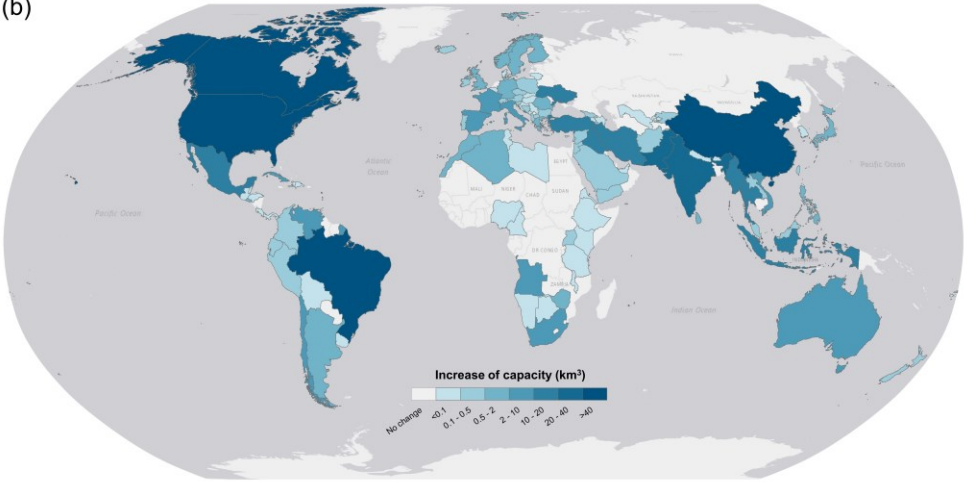 (b)
KAZAKHSTAN
MONGOLIA
Atlantic
Ocean
Pacific Ocean
EGYPT
MALI
NIGER
CHAD
SUDAN
Pacific Ocean
DR CONGO
ZAMBIA
Indian Ocean
Increase of capacity (km³)
No change
<0.1
0.1 - 0.5
0.5 - 2
2 - 10
10 - 20
20 - 40
>40